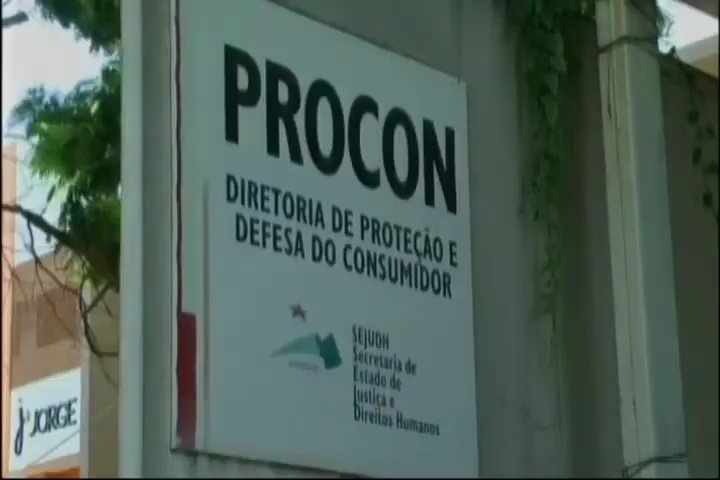 PROCON
DIRETORIA DE PROTEÇÃO E
DEFESA DO CONSUMIDOR
SEJUDH
Secretaria de
Estado de
Justiça e
Direitos Humanos
j JORGE